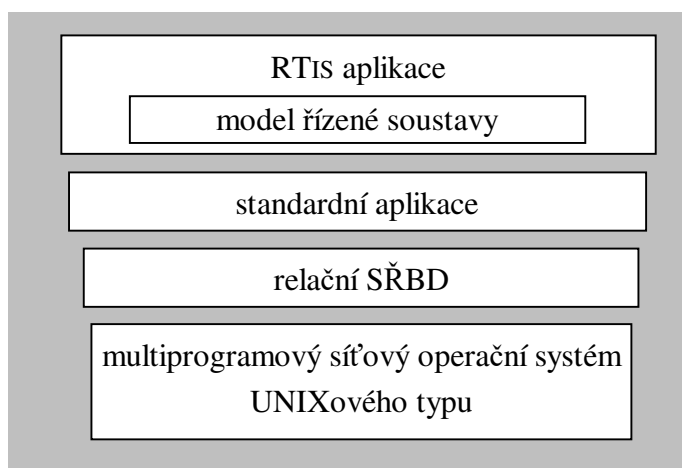 RTIS aplikace
model řízené soustavy
standardní aplikace
relační SŘBD
multiprogramový síťový operační systém
UNIXového typu